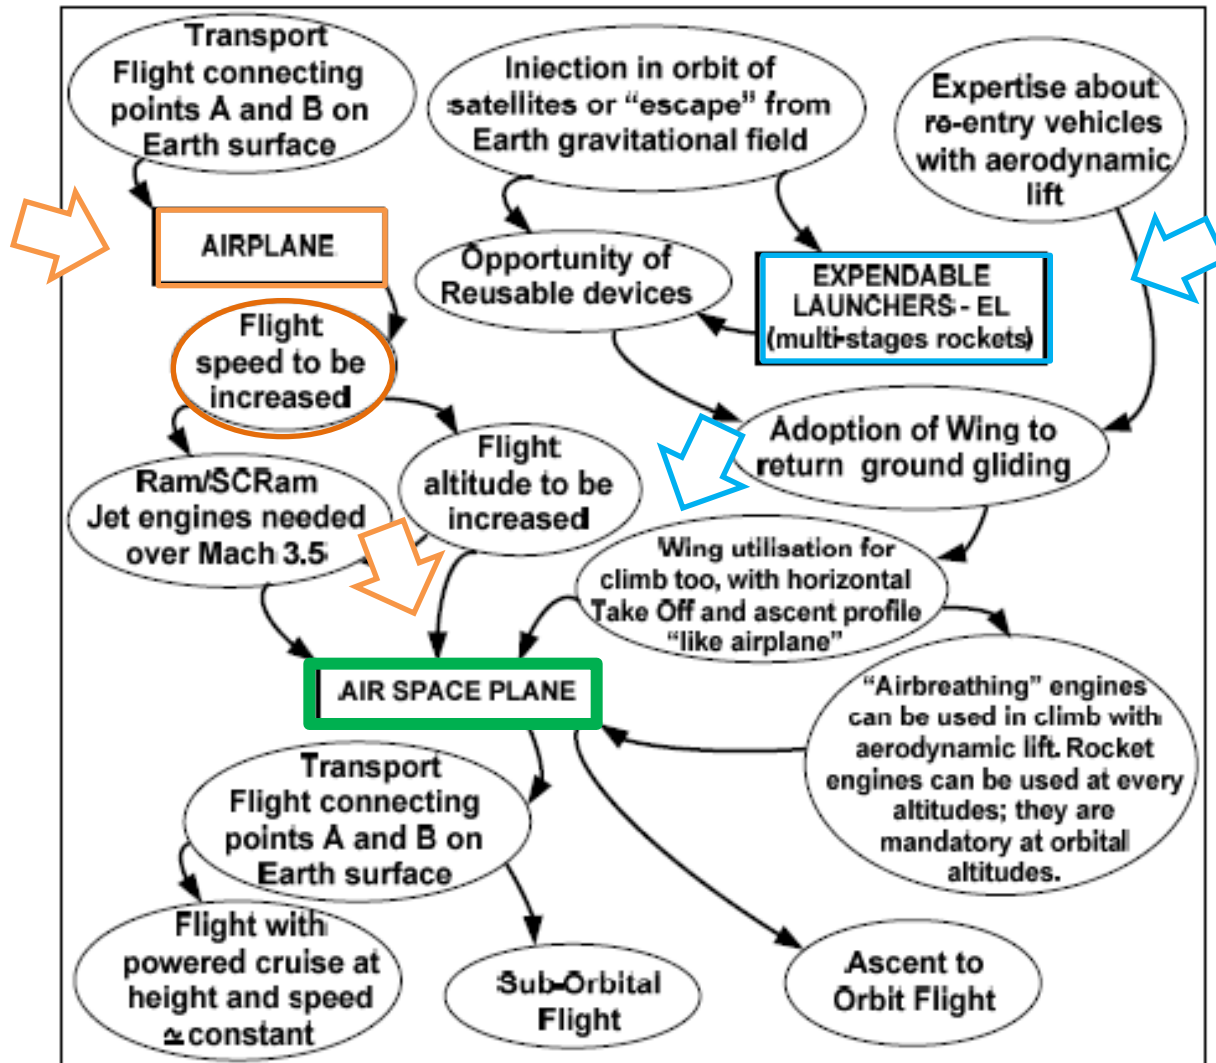 Transport
Flight connecting
points A and B on
Earth surface
Iniection in orbit of
satellites or “escape” from
Earth gravitational field
Expertise about
re-entry vehicles
with aerodynamic
lift
AIRPLANE
Opportunity of
Reusable devices
EXPENDABLE
LAUNCHERS - EL
(multi-stages rockets)
Flight
speed to be
increased
Adoption of Wing to
return ground gliding
Flight
altitude to be
increased
Ram/SCRam
Jet engines needed
over Mach 3.5
Wing utilisation for
climb too, with horizontal
Take Off and ascent profile
“like airplane”
AIR SPACE PLANE
“Airbreathing” engines
can be used in climb with
aerodynamic lift. Rocket
engines can be used at every
altitudes; they are
mandatory at orbital
altitudes.
Transport
Flight connecting
points A and B on
Earth surface
Flight with
powered cruise at
height and speed
≃ constant
Sub-Orbital
Flight
Ascent to
Orbit Flight